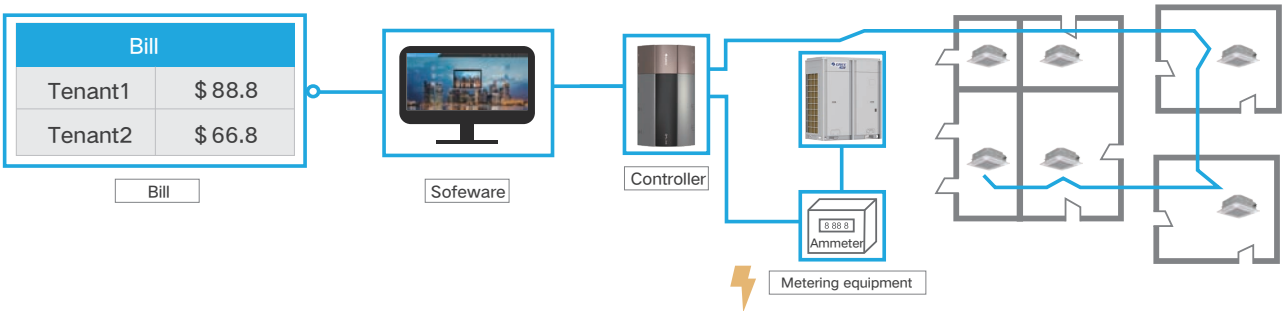 Bill
Tenant1 $ 88.8
Tenant2 $ 66.8
Bill
Sofeware
Controller
8 88 8
Ammeter
Metering equipment